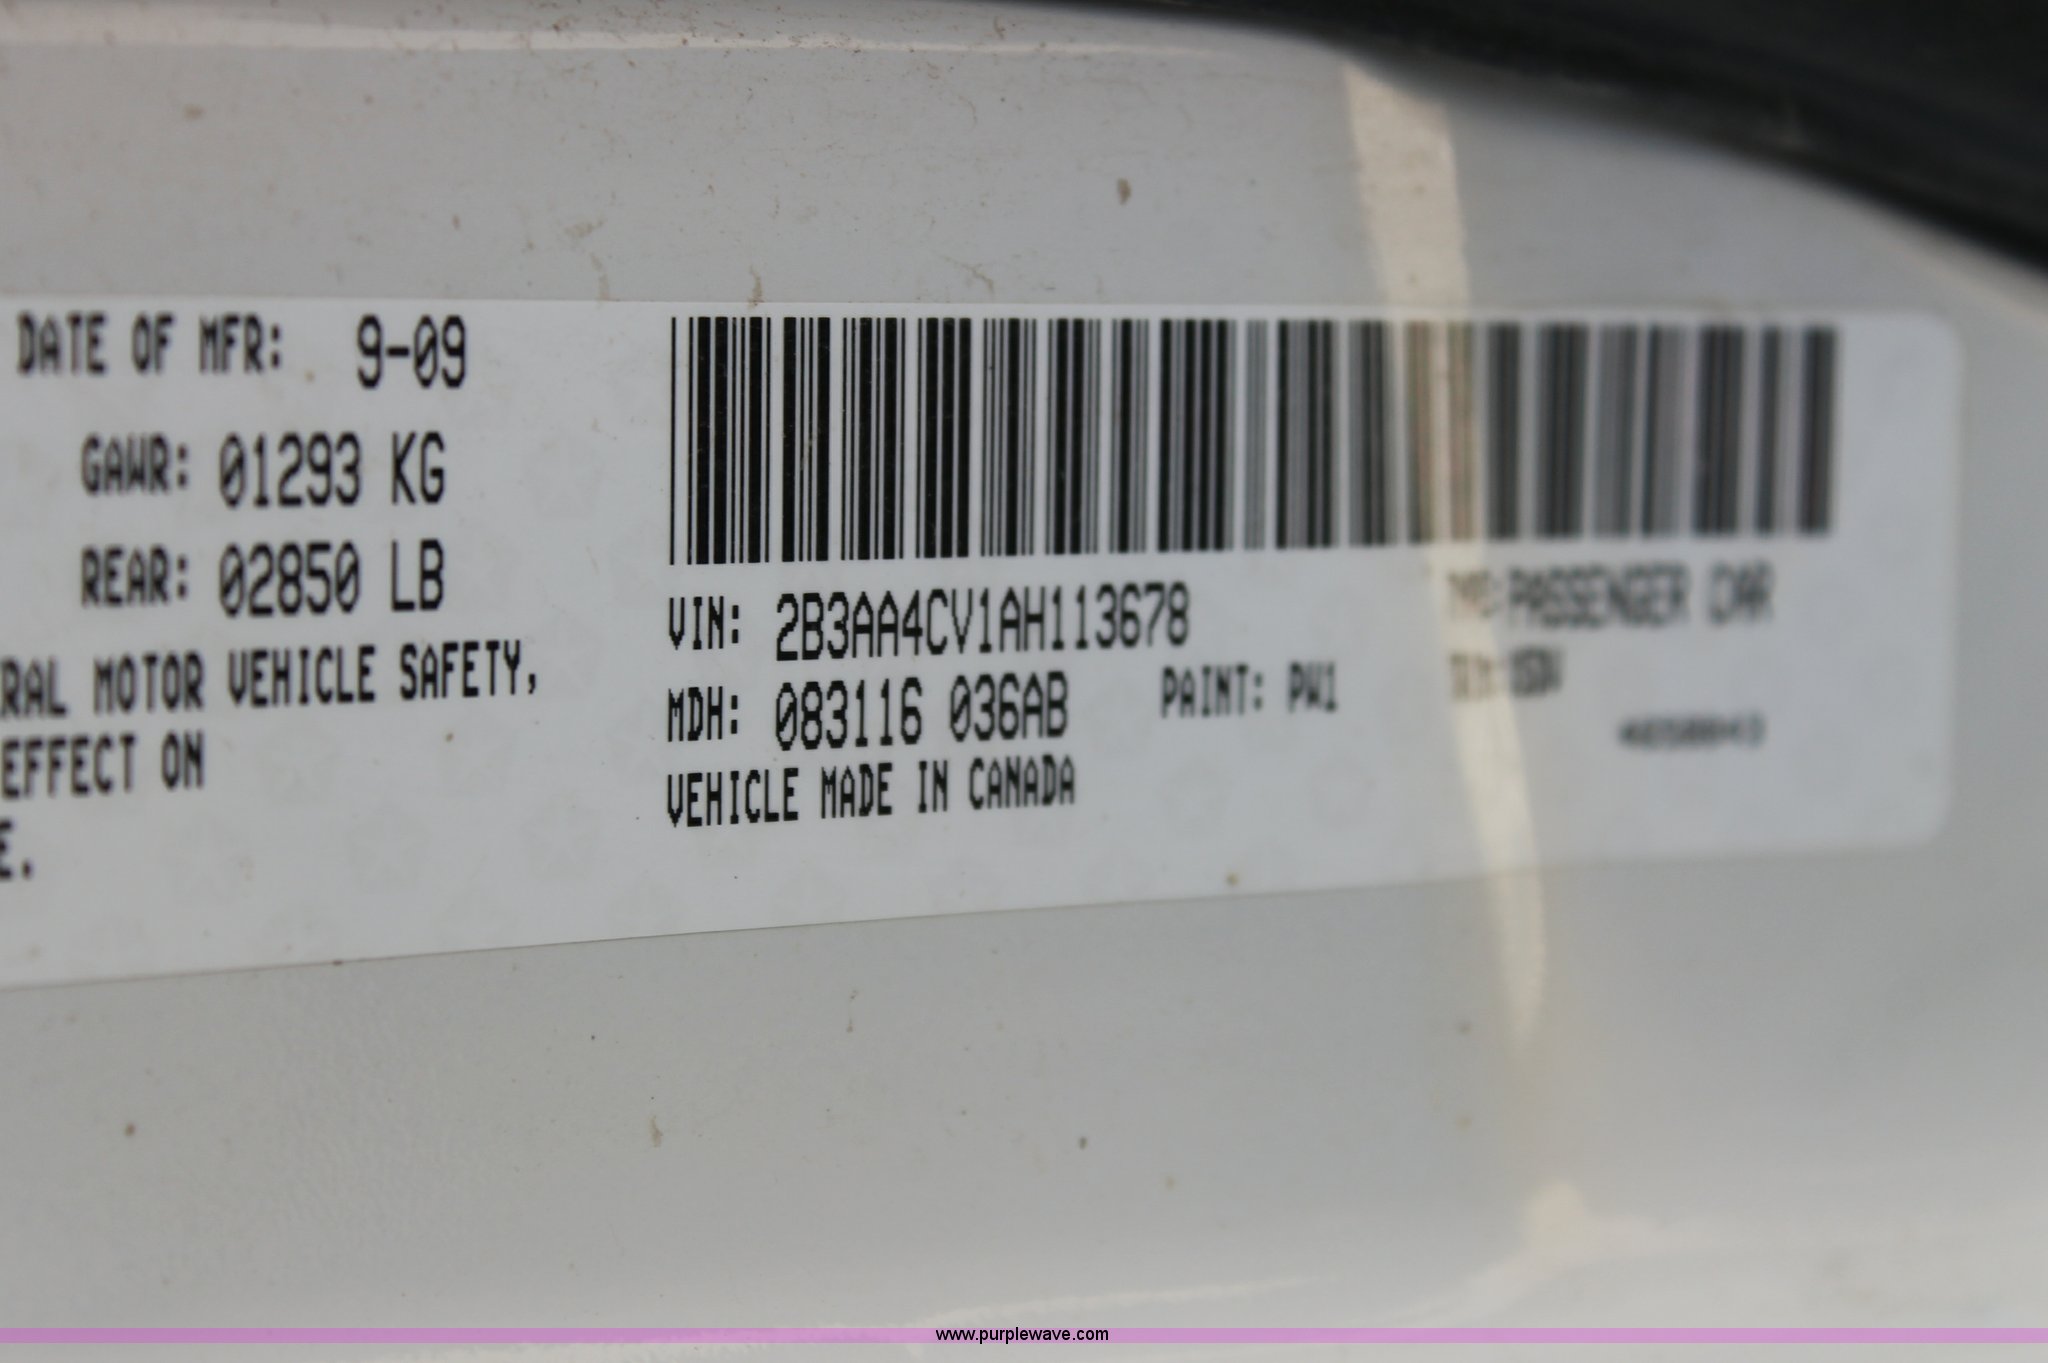 DATE OF MFR: 9-09
GAWR: 01293 KG
REAR: 02850 LB
RAL MOTOR VEHICLE SAFETY,
EFFECT ON
E.
VIN: 2B3AA4CV1AH113678
PASSENGER CAR
MDH: 083116 036AB PAINT: PW1
VEHICLE MADE IN CANADA
www.purplewave.com